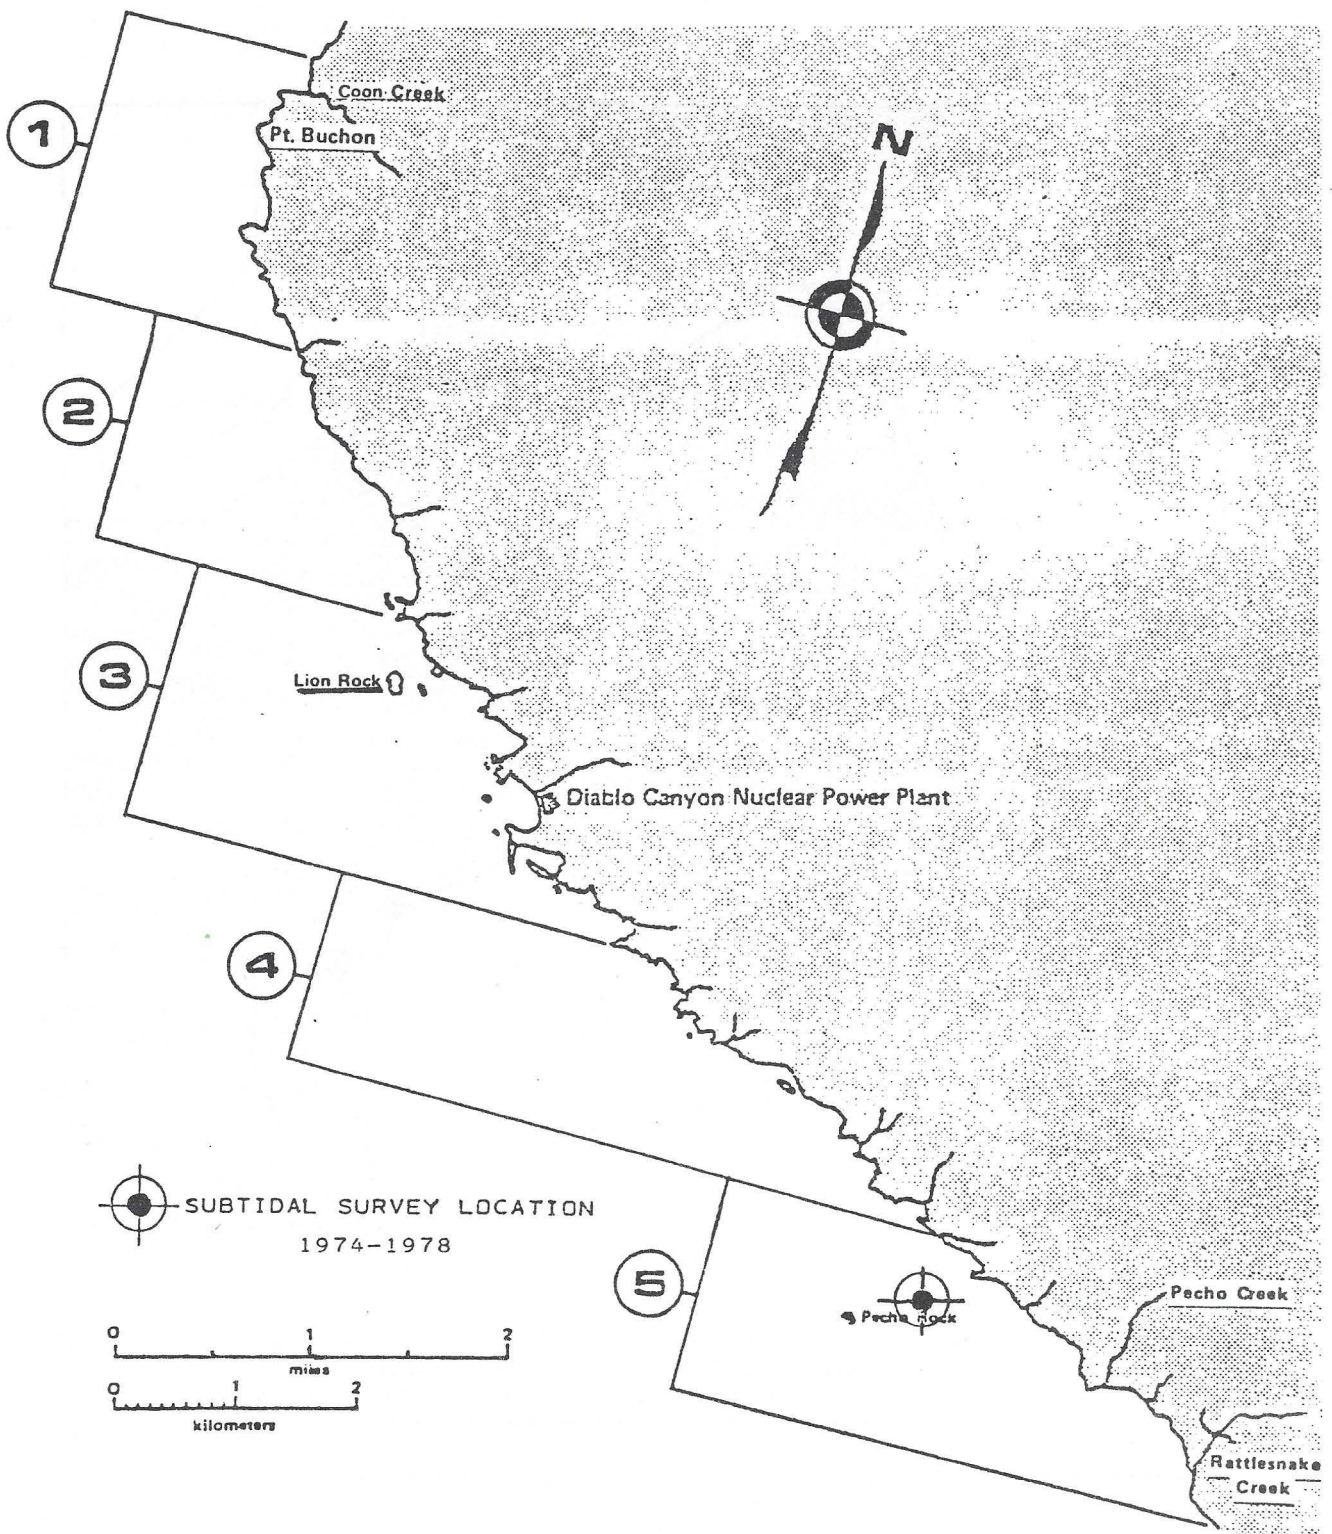 Coon Creek
1
N
Pt. Buchon
2
3
Lion Rock
Diablo Canyon Nuclear Power Plant
4
SUBTIDAL SURVEY LOCATION
1974-1978
5
Pecho Creek
Pecho Rock
0 1 2
miles
0 1 2
kilometers
Rattlesnake
Creek